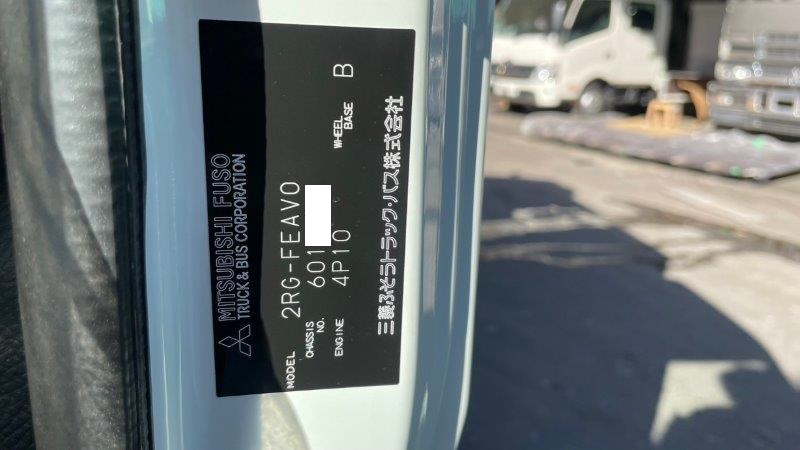 MITSUBISHI FUSO
TRUCK & BUS CORPORATION
MODEL 2RG-FEAV0
CHASSIS NO. 601
ENGINE 4P10 WHEEL BASE B
三菱ふそうトラック・バス株式会社